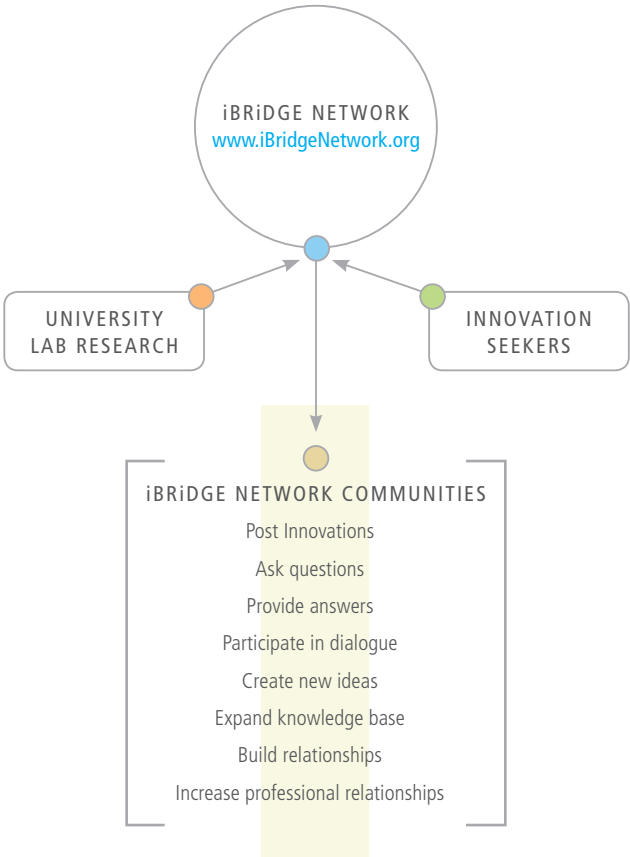 iBRiDGE NETWORK
www.iBridgeNetwork.org
UNIVERSITY
LAB RESEARCH
INNOVATION
SEEKERS
iBRiDGE NETWORK COMMUNITIES
Post Innovations
Ask questions
Provide answers
Participate in dialogue
Create new ideas
Expand knowledge base
Build relationships
Increase professional relationships